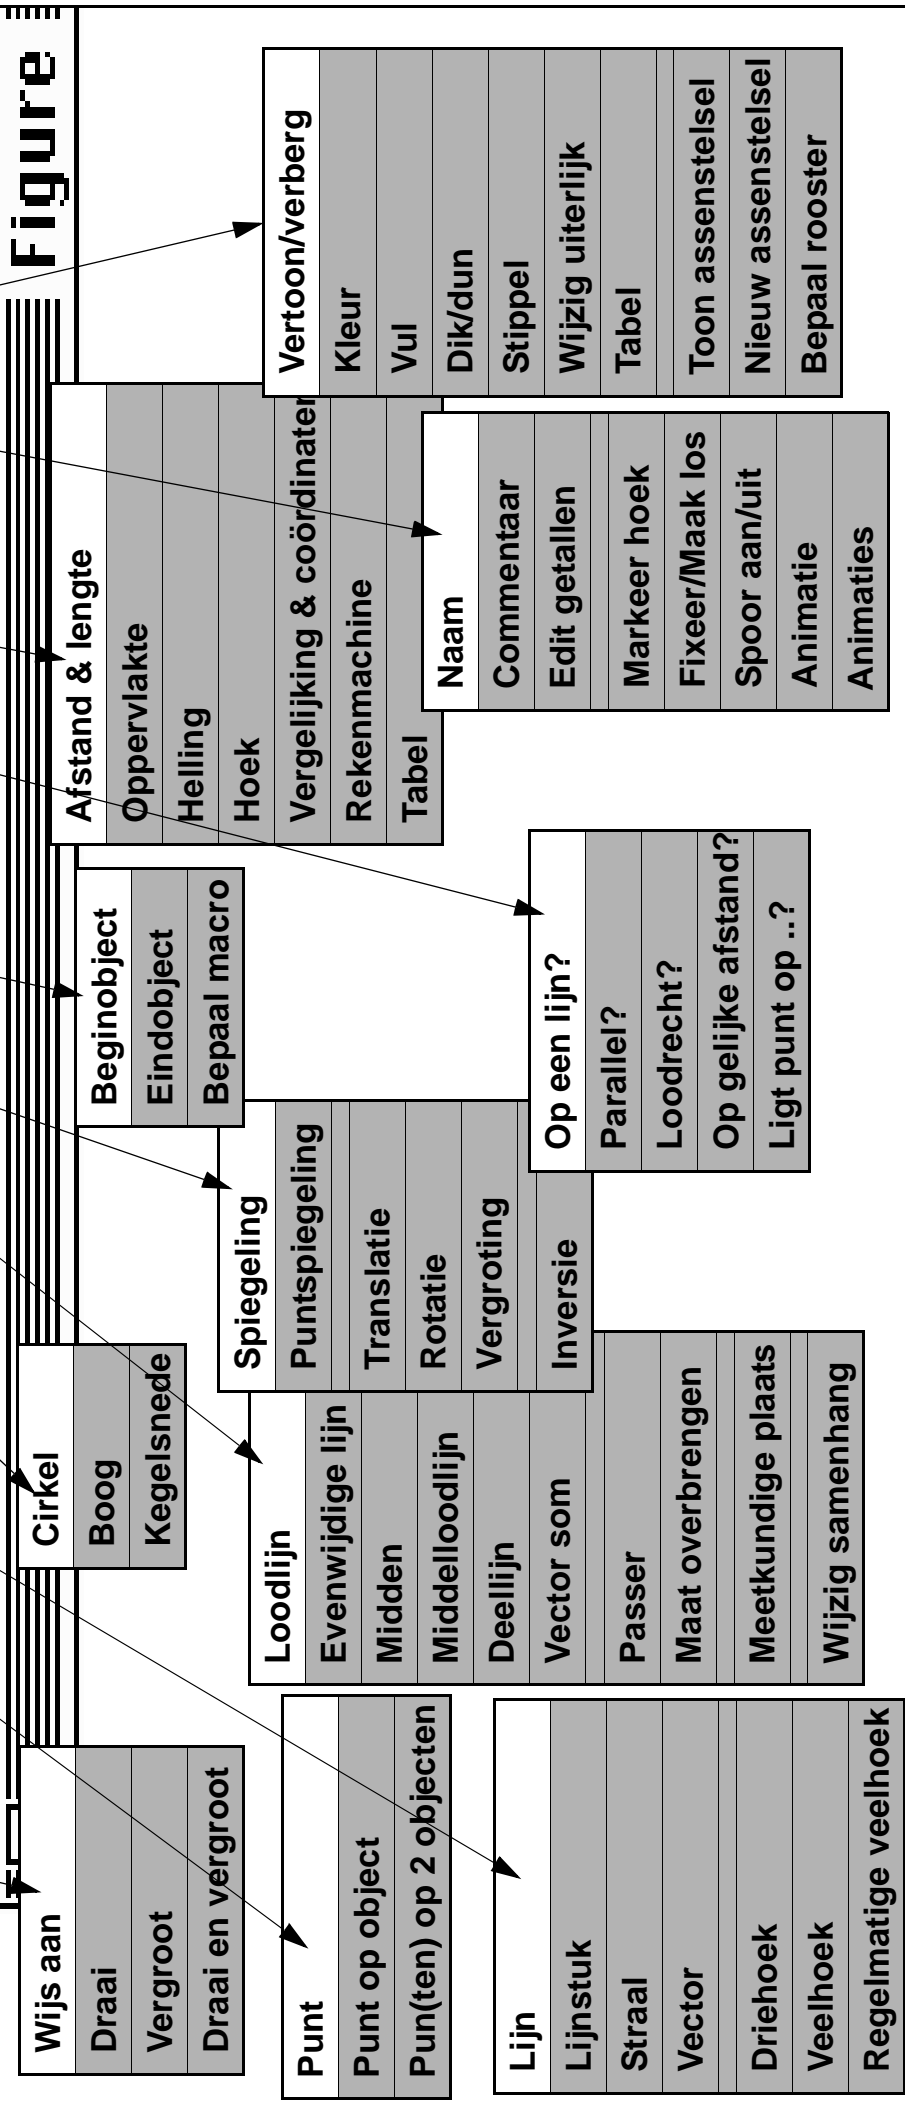 Figure
Wijs aan
Draai
Vergroot
Draai en vergroot
Punt
Punt op object
Pun(ten) op 2 objecten
Lijn
Lijnstuk
Straal
Vector
Driehoek
Veelhoek
Regelmatige veelhoek
Cirkel
Boog
Kegelsnede
Loodlijn
Evenwijdige lijn
Midden
Middelloodlijn
Deellijn
Vector som
Passer
Maat overbrengen
Meetkundige plaats
Wijzig samenhang
Spiegeling
Puntspiegeling
Translatie
Rotatie
Vergroting
Inversie
Beginobject
Eindobject
Bepaal macro
Op een lijn?
Parallel?
Loodrecht?
Op gelijke afstand?
Ligt punt op ..?
Afstand & lengte
Oppervlakte
Helling
Hoek
Vergelijking & coördinaten
Rekenmachine
Tabel
Naam
Commentaar
Edit getallen
Markeer hoek
Fixeer/Maak los
Spoor aan/uit
Animatie
Animaties
Vertoon/verberg
Kleur
Vul
Dik/dun
Stippel
Wijzig uiterlijk
Tabel
Toon assenstelsel
Nieuw assenstelsel
Bepaal rooster